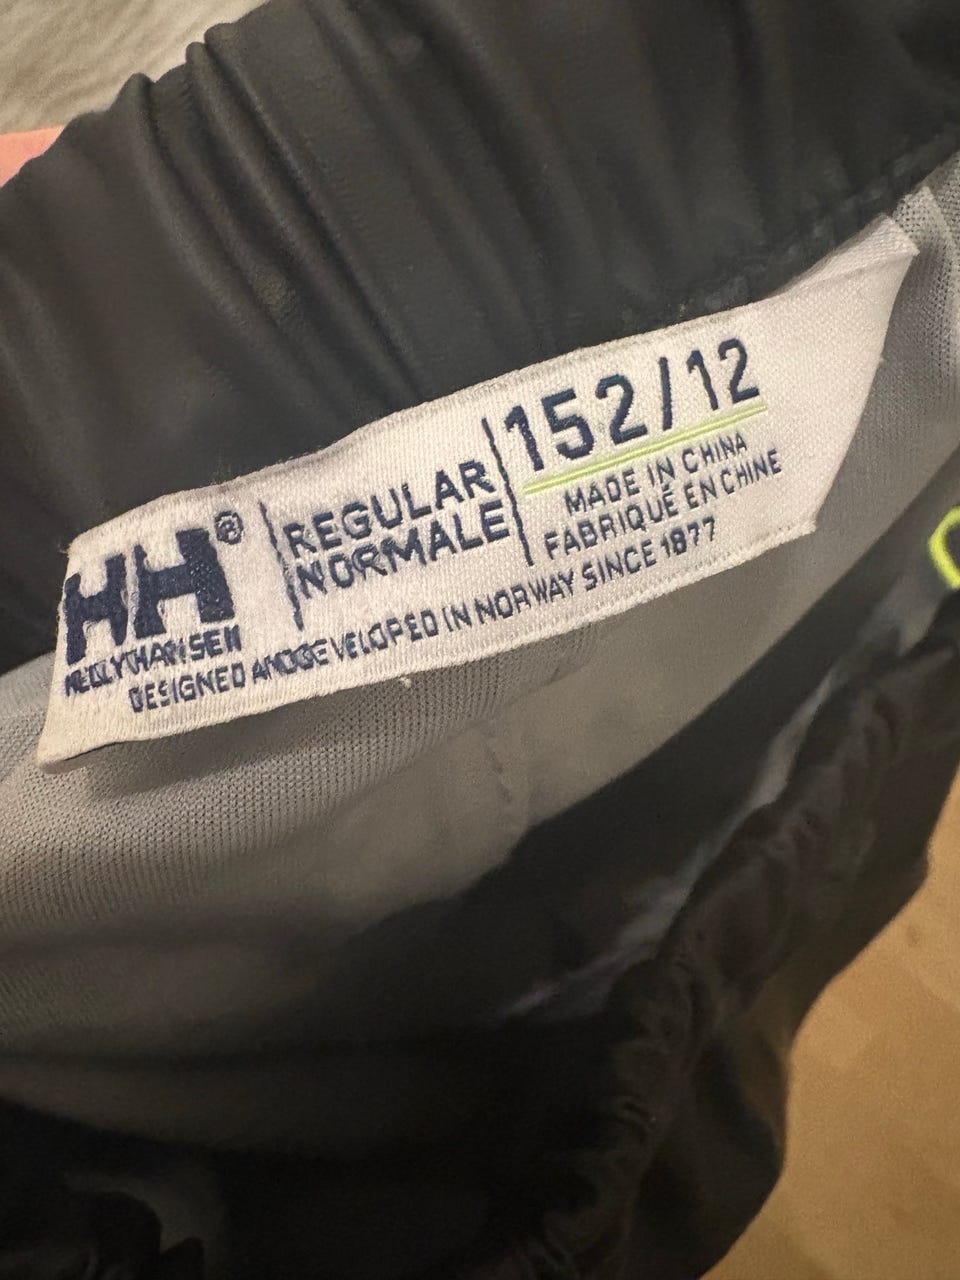 HH®
HELLY HANSEN
REGULAR
NORMALE
152/12
MADE IN CHINA
FABRIQUÉ EN CHINE
DESIGNED AND DEVELOPED IN NORWAY SINCE 1877